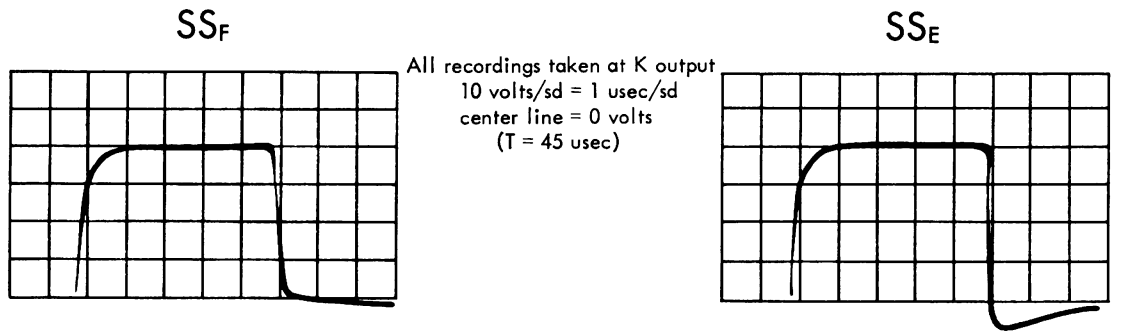 SSF
SSE
All recordings taken at K output
10 volts/sd = 1 usec/sd
center line = 0 volts
(T = 45 usec)